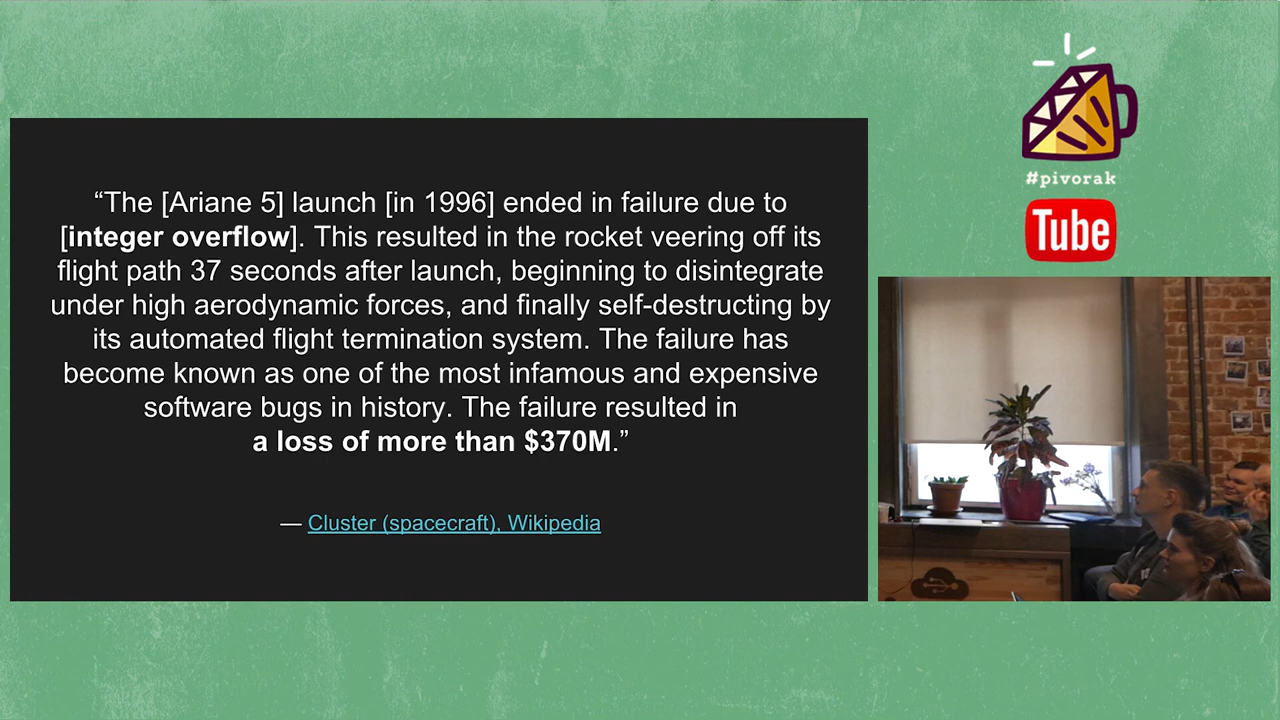 “The [Ariane 5] launch [in 1996] ended in failure due to
[integer overflow]. This resulted in the rocket veering off its
flight path 37 seconds after launch, beginning to disintegrate
under high aerodynamic forces, and finally self-destructing by
its automated flight termination system. The failure has
become known as one of the most infamous and expensive
software bugs in history. The failure resulted in
a loss of more than $370M.”
— Cluster (spacecraft), Wikipedia
#pivorak
Tube